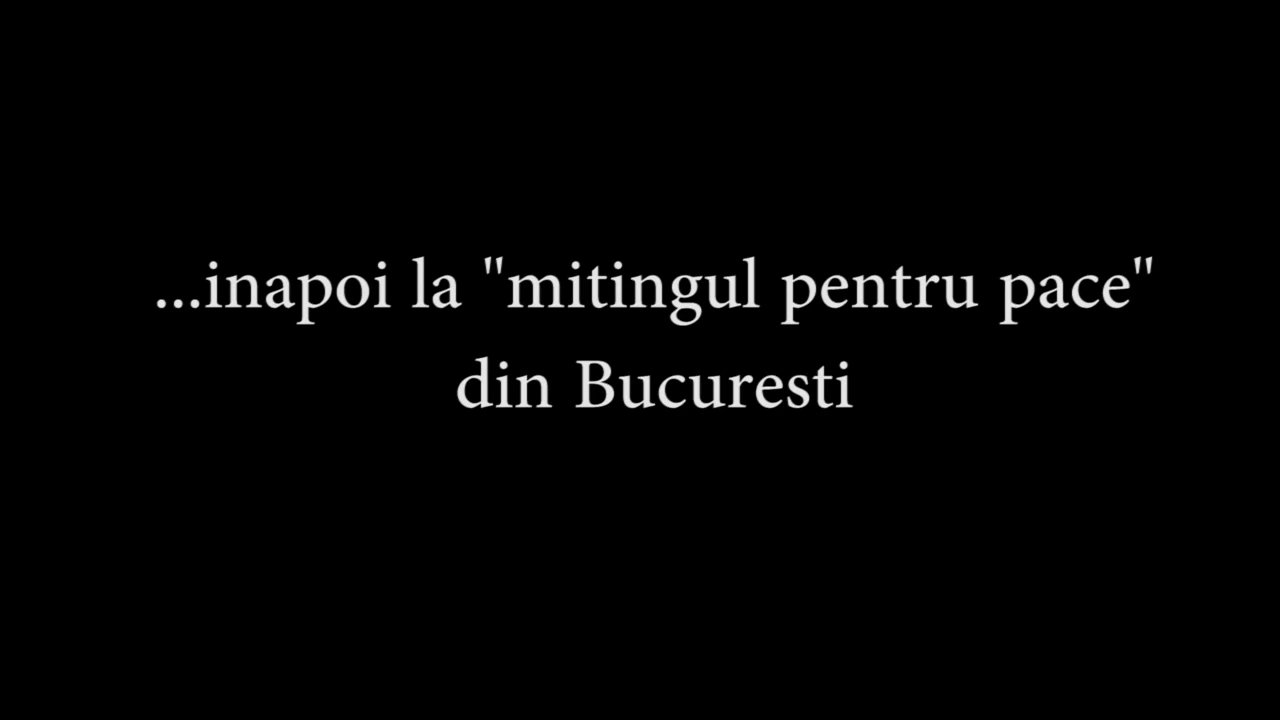 ...inapoi la "mitingul pentru pace"
din Bucuresti